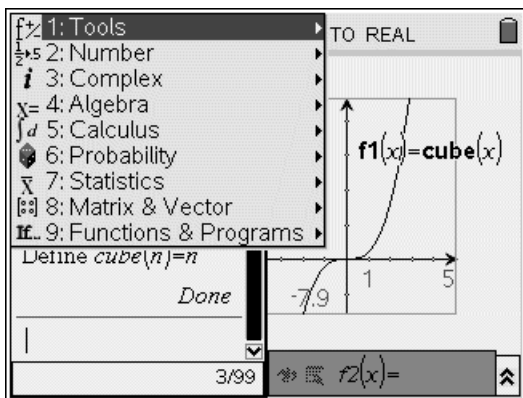 1: Tools
2: Number
3: Complex
4: Algebra
5: Calculus
6: Probability
7: Statistics
8: Matrix & Vector
9: Functions & Programs
TO REAL
f1(x)=cube(x)
Define cube(n)=n
Done
-7.9
1
5
3/99
f2(x)=